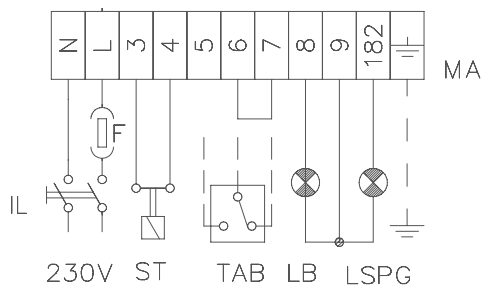 N L 3 4 5 6 7 8 9 182
MA
F
IL
230V ST TAB LB LSPG